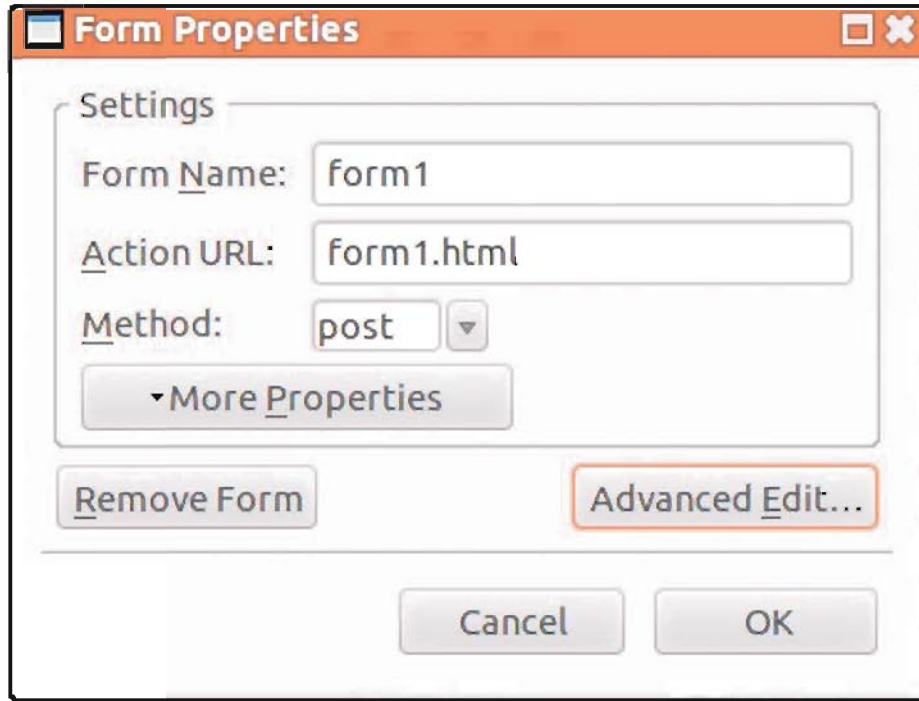 Form Properties
Settings
Form Name: form1
Action URL: form1.html
Method: post
More Properties
Remove Form Advanced Edit...
Cancel OK